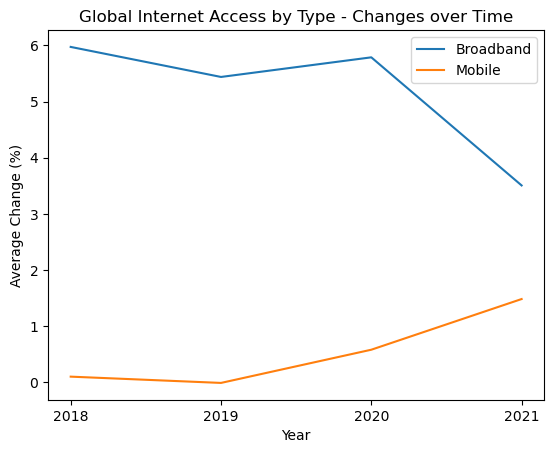 Global Internet Access by Type - Changes over Time
Broadband
Mobile
Average Change (%)
6
5
4
3
2
1
0
2018 2019 2020 2021
Year